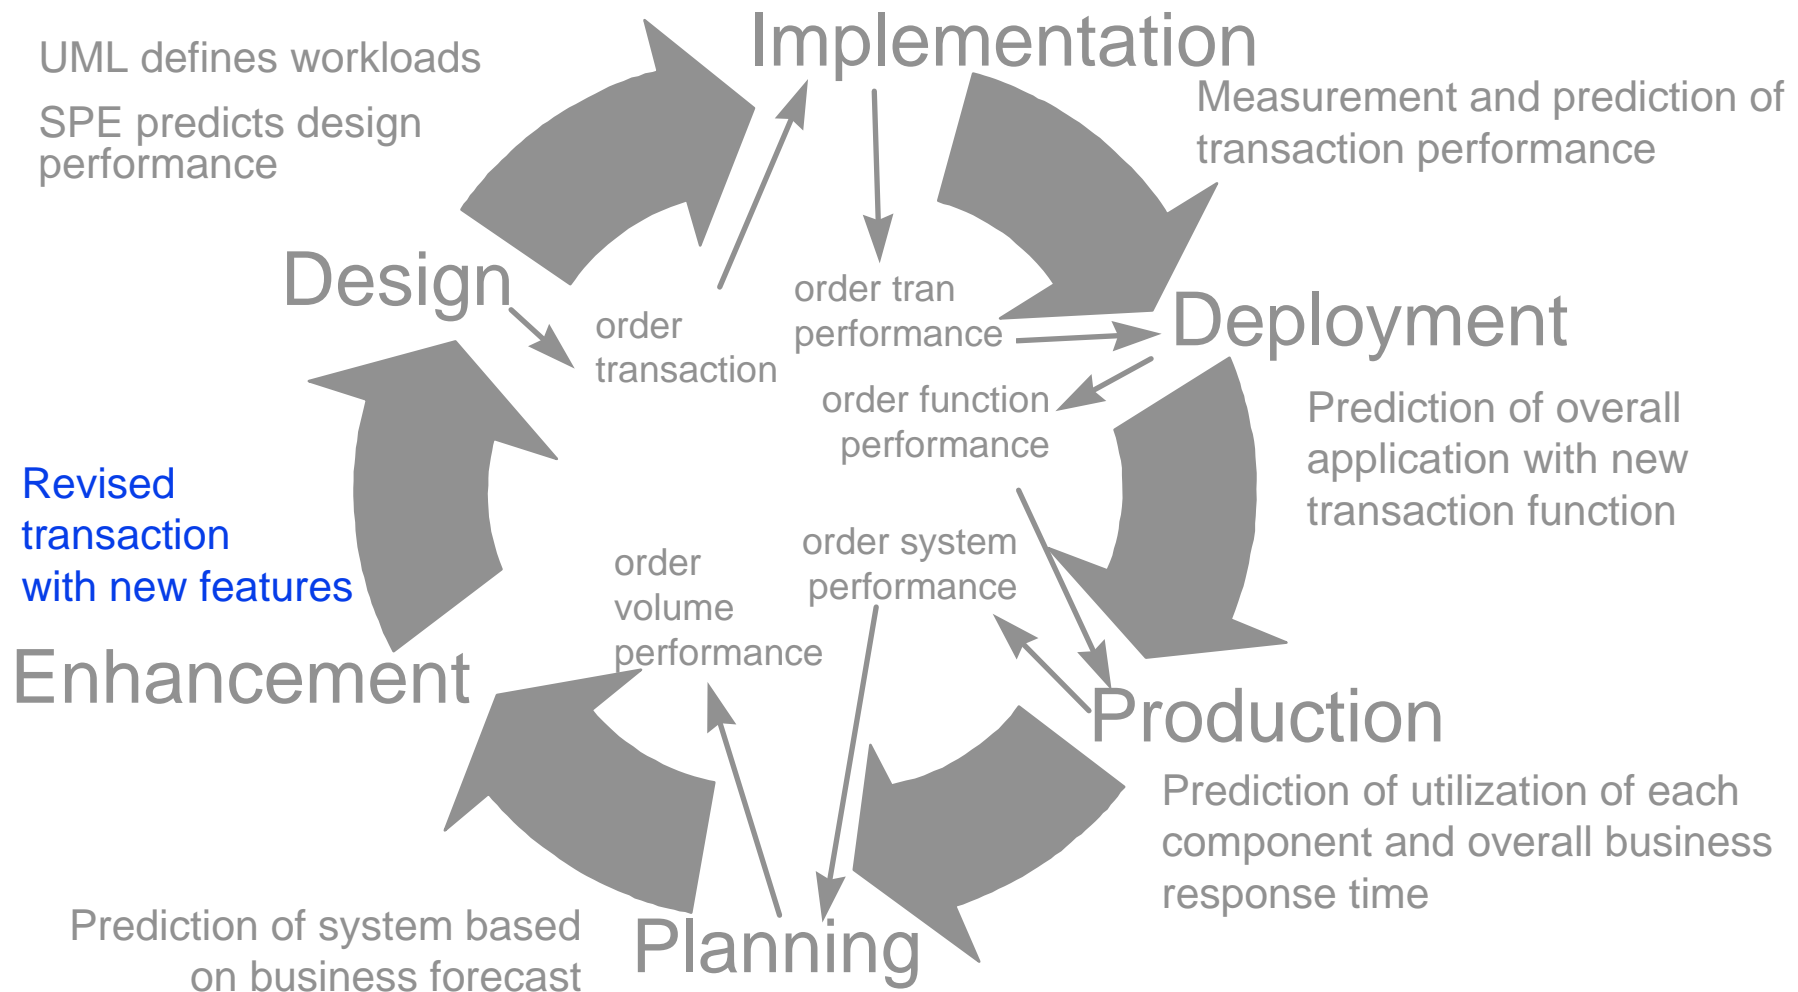 Implementation
UML defines workloads
SPE predicts design
performance
Measurement and prediction of
transaction performance
Design
order tran
performance
order
transaction
Deployment
order function
performance
Prediction of overall
application with new
transaction function
Revised
transaction
with new features
order system
performance
order
volume
performance
Enhancement
Production
Prediction of utilization of each
component and overall business
response time
Prediction of system based
on business forecast
Planning